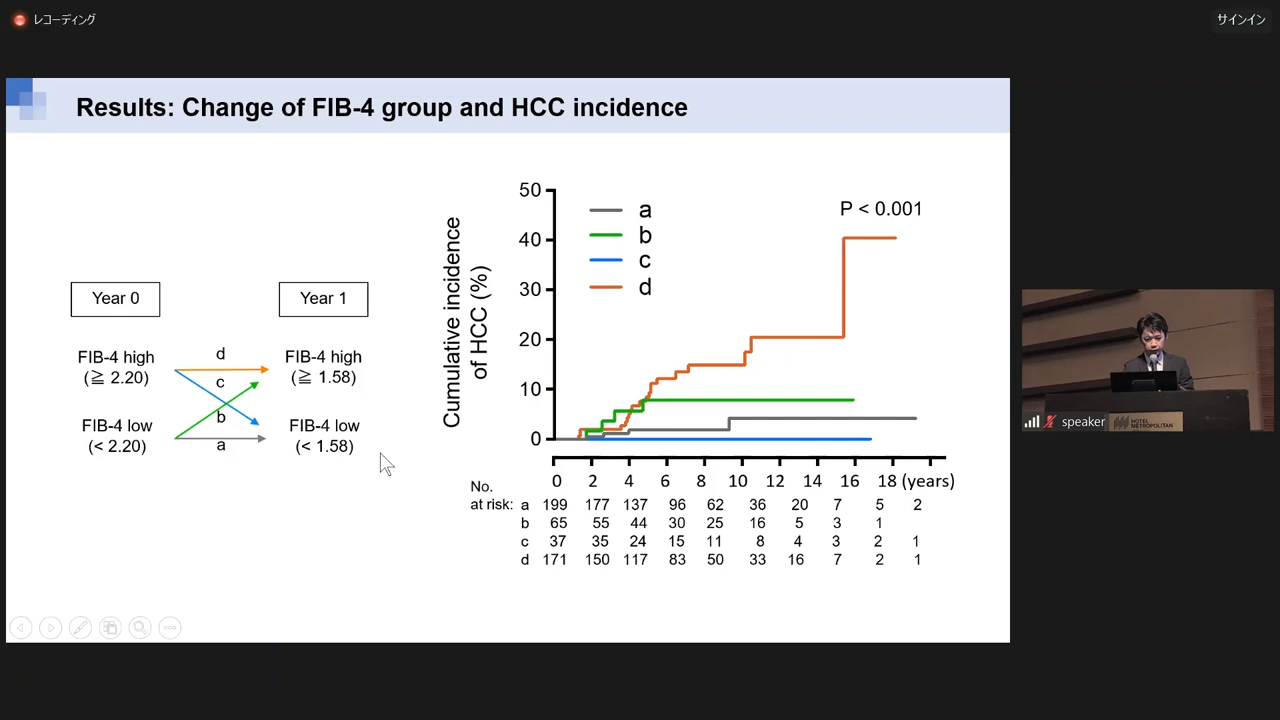 レコーディング
サインイン
Results: Change of FIB-4 group and HCC incidence
Year 0
Year 1
FIB-4 high
(≧ 2.20)
FIB-4 low
(< 2.20)
d
c
b
a
FIB-4 high
(≧ 1.58)
FIB-4 low
(< 1.58)
Cumulative incidence
of HCC (%)
50
40
30
20
10
0
a
b
c
d
P < 0.001
0 2 4 6 8 10 12 14 16 18 (years)
No.
at risk: a 199 177 137 96 62 36 20 7 5 2
b 65 55 44 30 25 16 5 3 1
c 37 35 24 15 11 8 4 3 2 1
d 171 150 117 83 50 33 16 7 2 1
speaker
HOTEL
METROPOLITAN